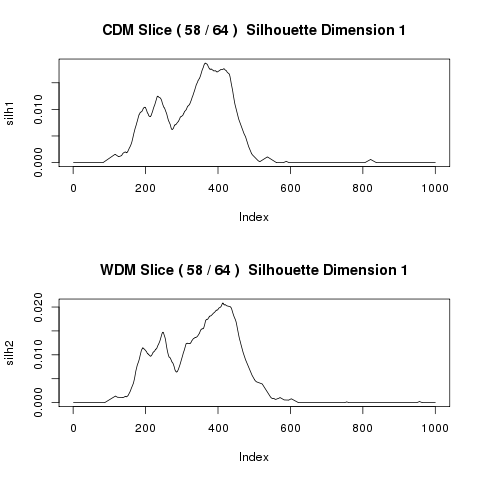 CDM Slice ( 58 / 64 )  Silhouette Dimension 1
silh1
0.010
0.000
0 200 400 600 800 1000
Index
WDM Slice ( 58 / 64 )  Silhouette Dimension 1
silh2
0.020
0.010
0.000
0 200 400 600 800 1000
Index